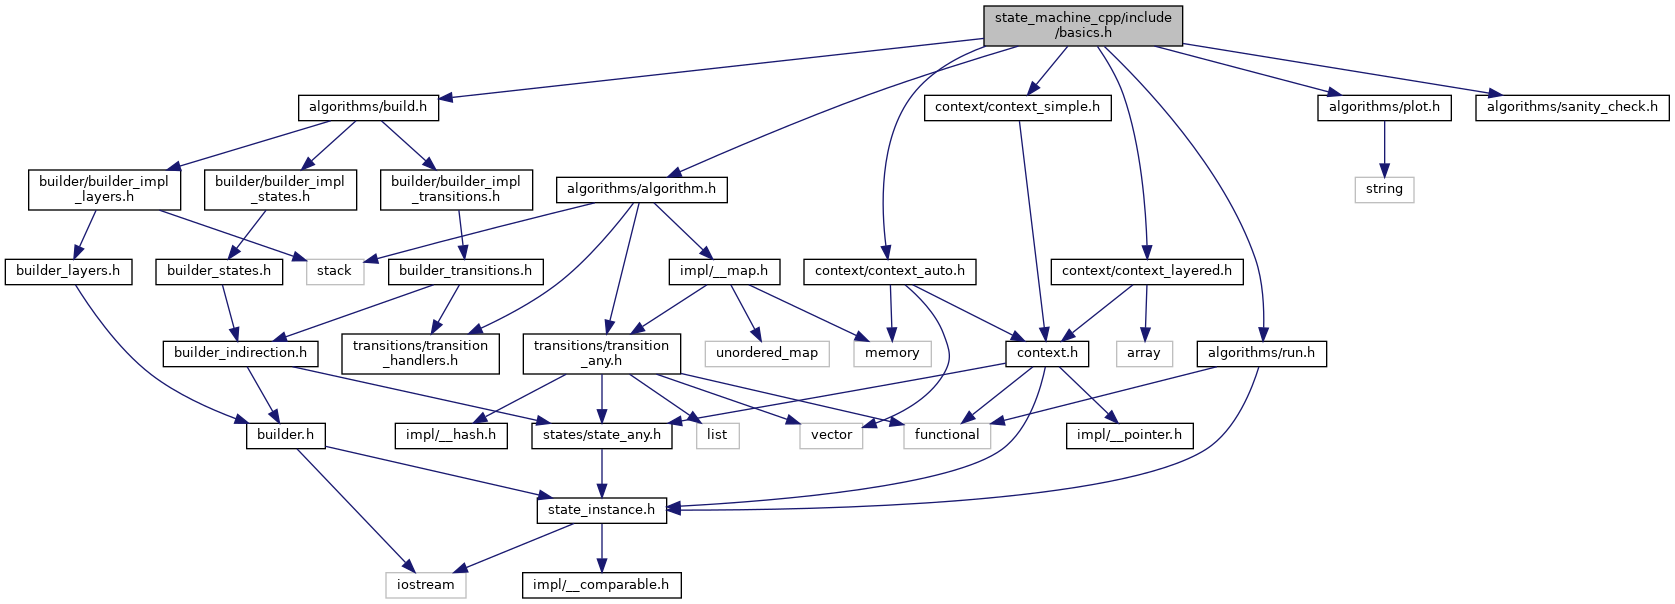 state_machine_cpp/include
/basics.h
algorithms/build.h
context/context_simple.h
algorithms/plot.h
algorithms/sanity_check.h
builder/builder_impl
_layers.h
builder/builder_impl
_states.h
builder/builder_impl
_transitions.h
algorithms/algorithm.h
string
builder_layers.h
builder_states.h
stack
builder_transitions.h
impl/__map.h
context/context_auto.h
context/context_layered.h
builder_indirection.h
transitions/transition
_handlers.h
transitions/transition
_any.h
unordered_map
memory
context.h
array
algorithms/run.h
builder.h
impl/__hash.h
states/state_any.h
list
vector
functional
impl/__pointer.h
state_instance.h
iostream
impl/__comparable.h